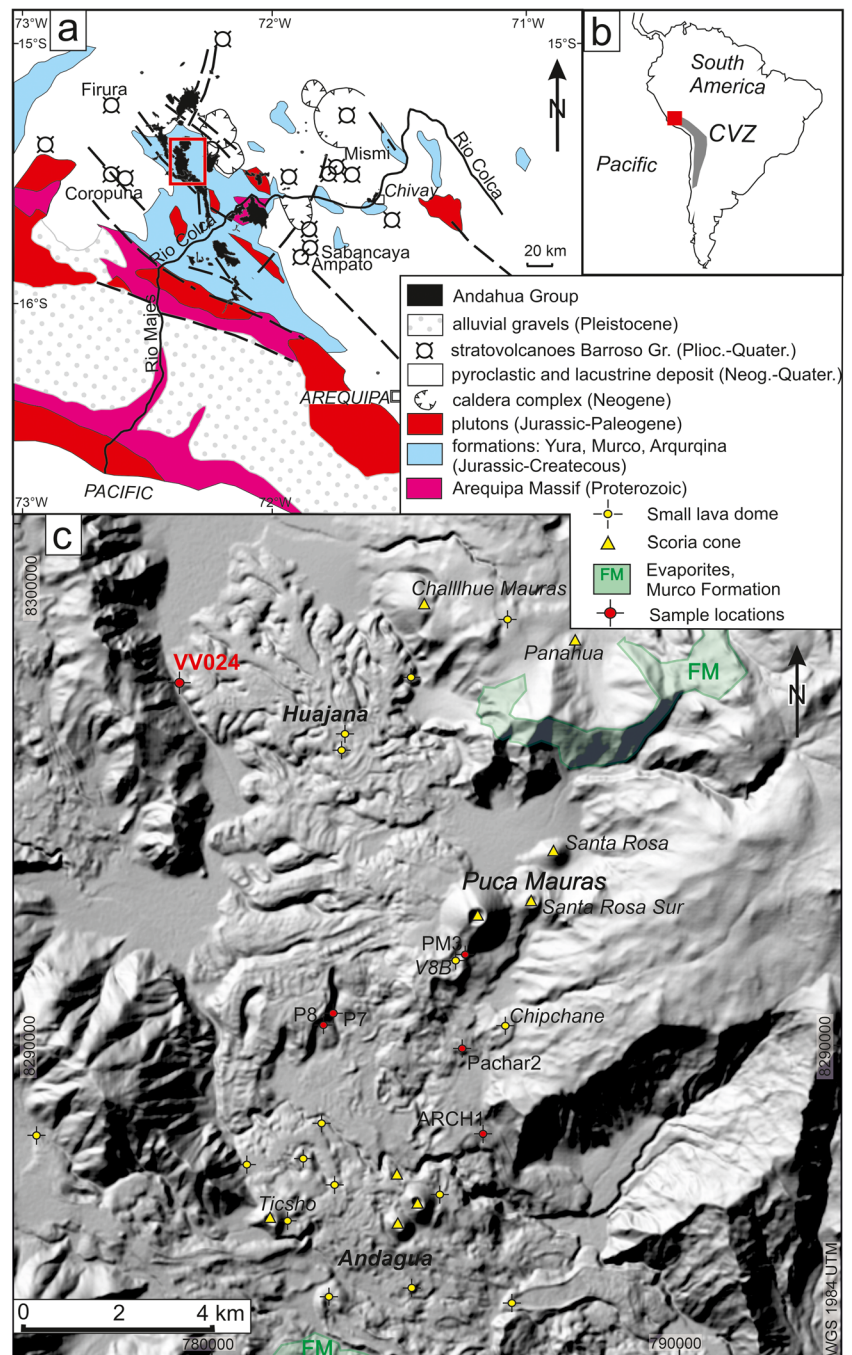 73°W
72°W
71°W
15°S
a
Firura
Coropuna
Mismi
Chivay
Rio Colca
Rio Colca
Sabancaya
Ampato
N
20 km
16°S
Rio Majes
AREQUIPA
PACIFIC
73°W
72°W
b
South
America
CVZ
Pacific
Andahua Group
alluvial gravels (Pleistocene)
stratovolcanoes Barroso Gr. (Plioc.-Quater.)
pyroclastic and lacustrine deposit (Neog.-Quater.)
caldera complex (Neogene)
plutons (Jurassic-Paleogene)
formations: Yura, Murco, Arqurqina
(Jurassic-Createcous)
Arequipa Massif (Proterozoic)
Small lava dome
Scoria cone
FM
Evaporites,
Murco Formation
Sample locations
c
8300000
Challlhue Mauras
Panahua
FM
N
VV024
Huajana
Santa Rosa
Puca Mauras
Santa Rosa Sur
PM3
V8B
P8
P7
Chipchane
Pachar2
8290000
8290000
ARCH1
Ticsho
Andagua
0 2 4 km
780000
FM
790000
WGS 1984 UTM